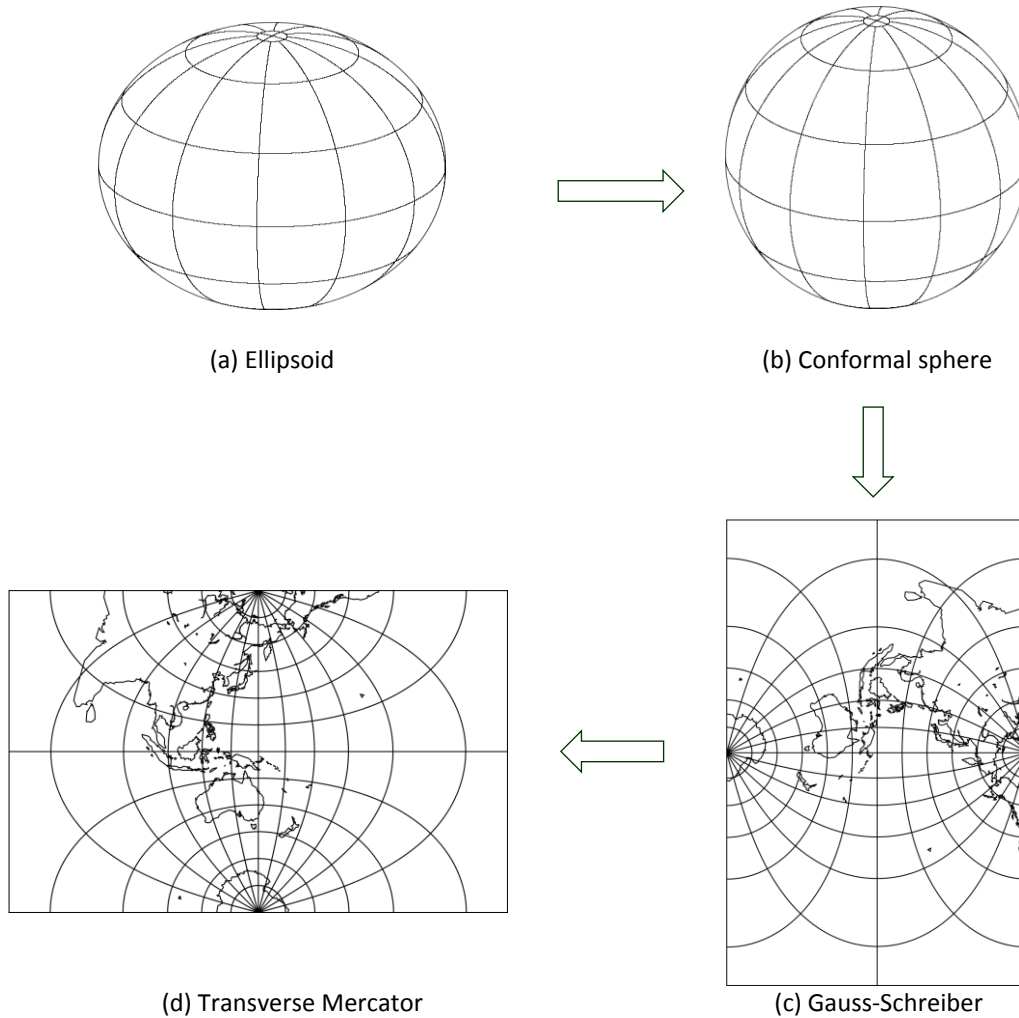 (a) Ellipsoid
(b) Conformal sphere
(d) Transverse Mercator
(c) Gauss-Schreiber